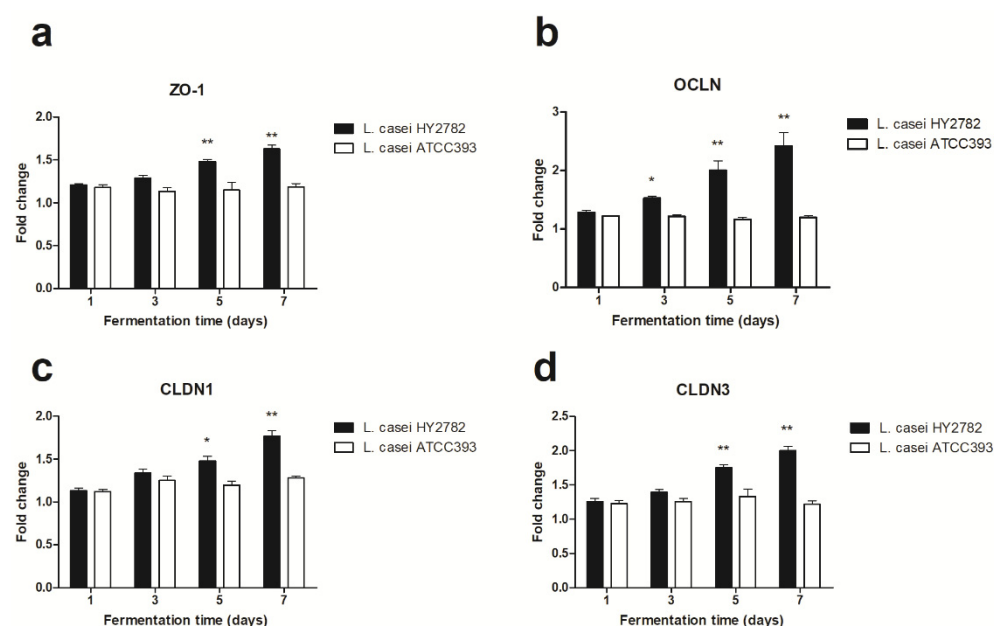 a
ZO-1
Fold change
2.0
1.5
1.0
0.5
0.0
** **
1 3 5 7
Fermentation time (days)
L. casei HY2782
L. casei ATCC393
b
OCLN
Fold change
3
2
1
0
* ** **
1 3 5 7
Fermentation time (days)
L. casei HY2782
L. casei ATCC393
c
CLDN1
Fold change
2.0
1.5
1.0
0.5
0.0
* **
1 3 5 7
Fermentation time (days)
L. casei HY2782
L. casei ATCC393
d
CLDN3
Fold change
2.5
2.0
1.5
1.0
0.5
0.0
** **
1 3 5 7
Fermentation time (days)
L. casei HY2782
L. casei ATCC393